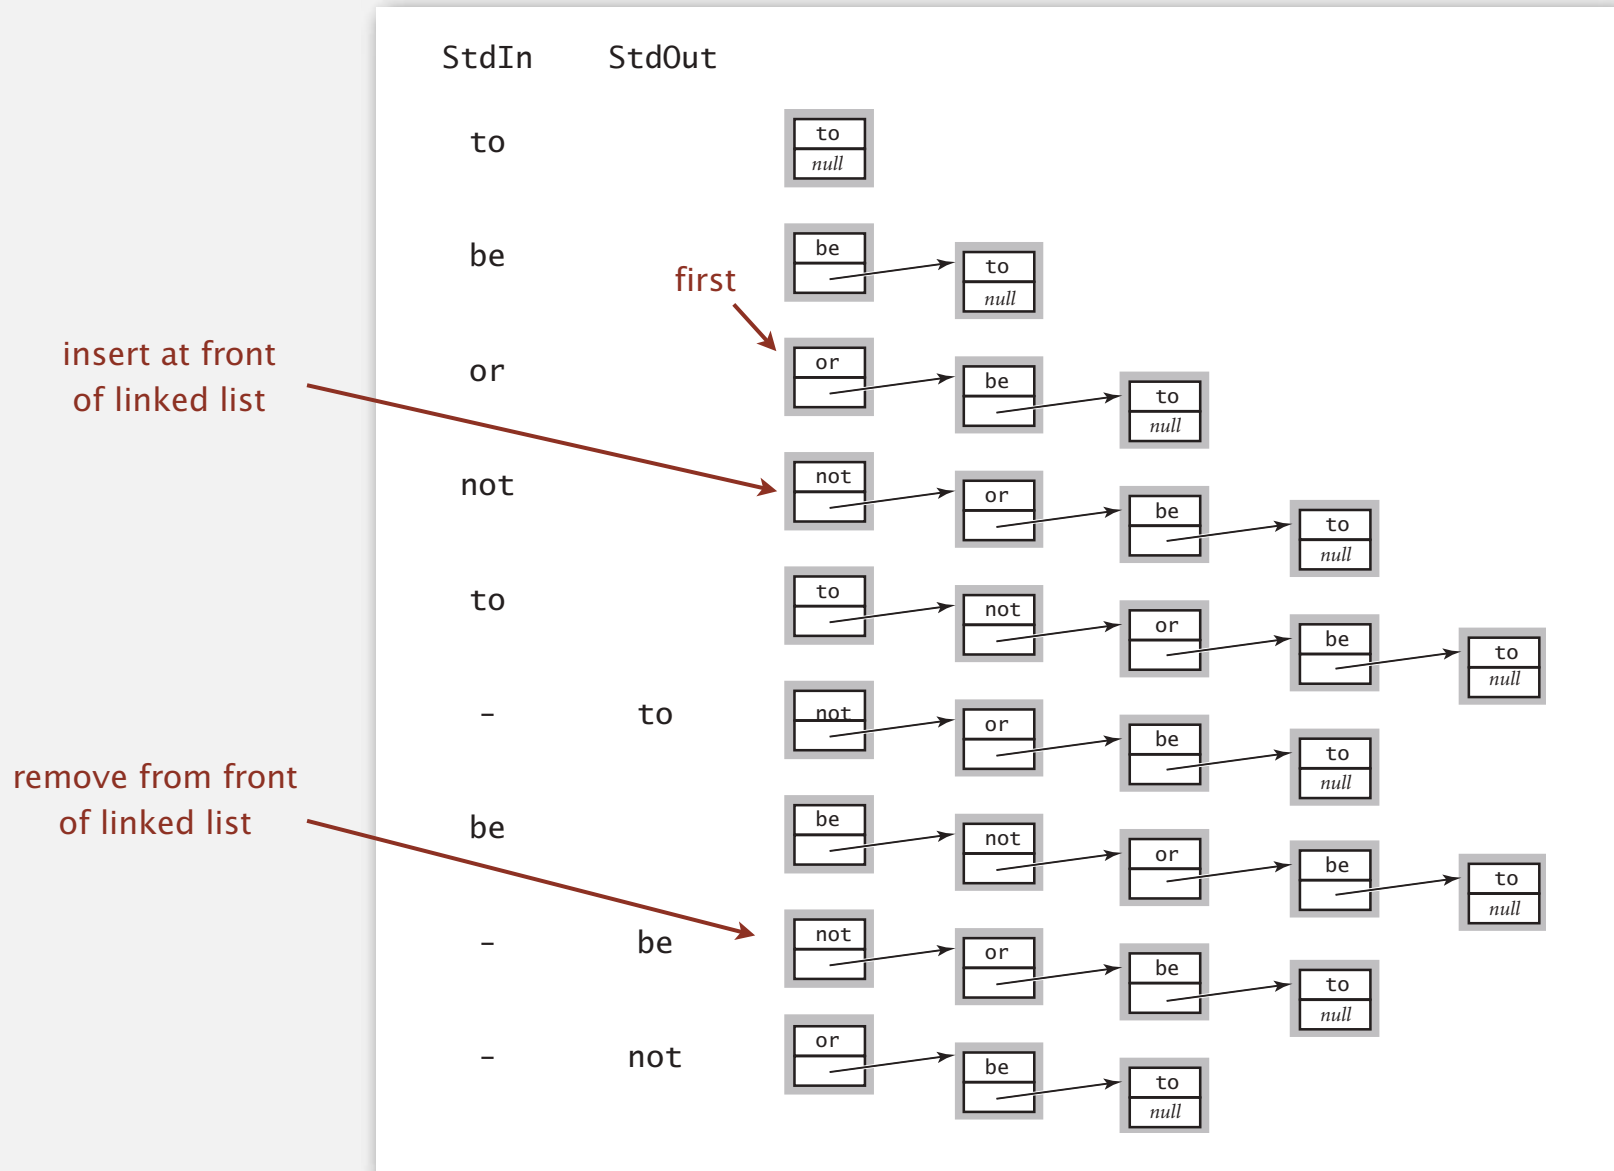 StdIn StdOut
to
to
null
be
be
to
null
first
insert at front
of linked list
or
or
be
to
null
not
not
or
be
to
null
to
to
not
or
be
to
null
- to
not
or
be
to
null
remove from front
of linked list
be
be
not
or
be
to
null
- be
not
or
be
to
null
- not
or
be
to
null